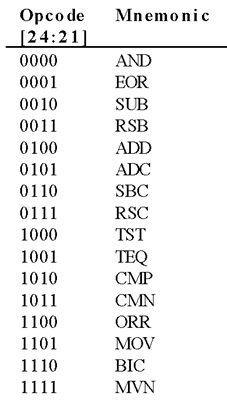 Opcode Mnemonic
[24:21]
0000 AND
0001 EOR
0010 SUB
0011 RSB
0100 ADD
0101 ADC
0110 SBC
0111 RSC
1000 TST
1001 TEQ
1010 CMP
1011 CMN
1100 ORR
1101 MOV
1110 BIC
1111 MVN